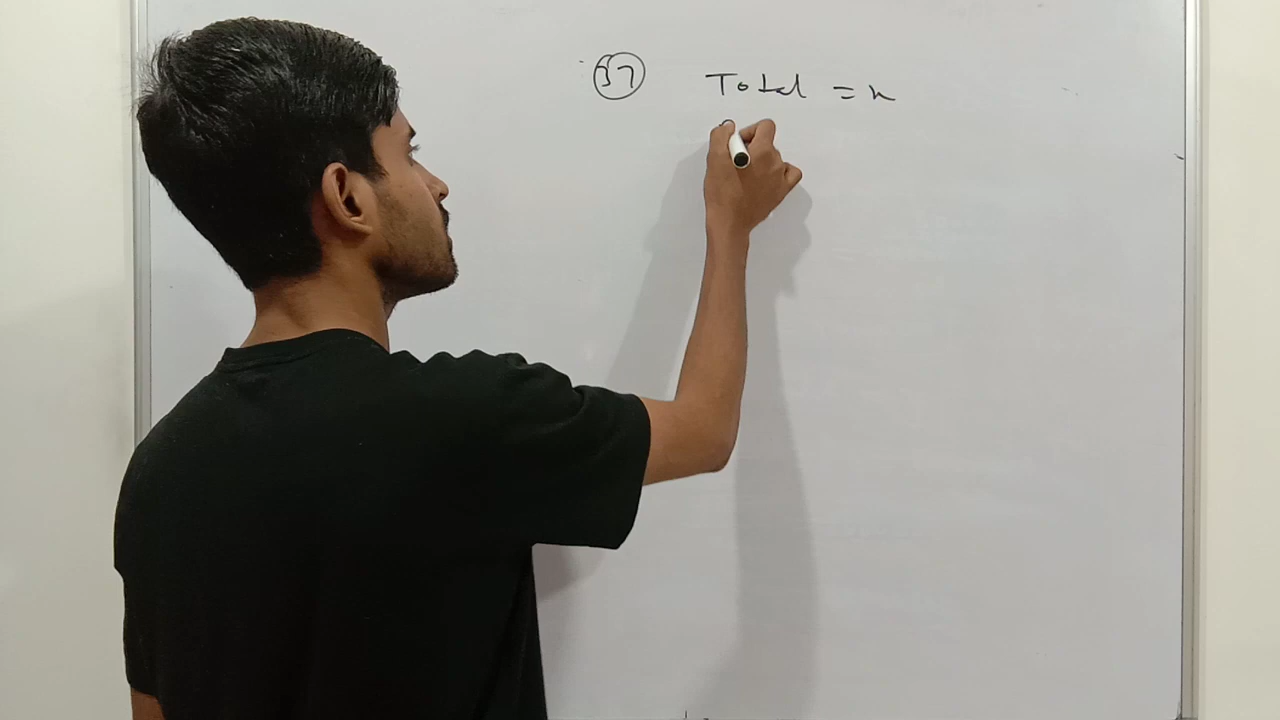 37 Total = x